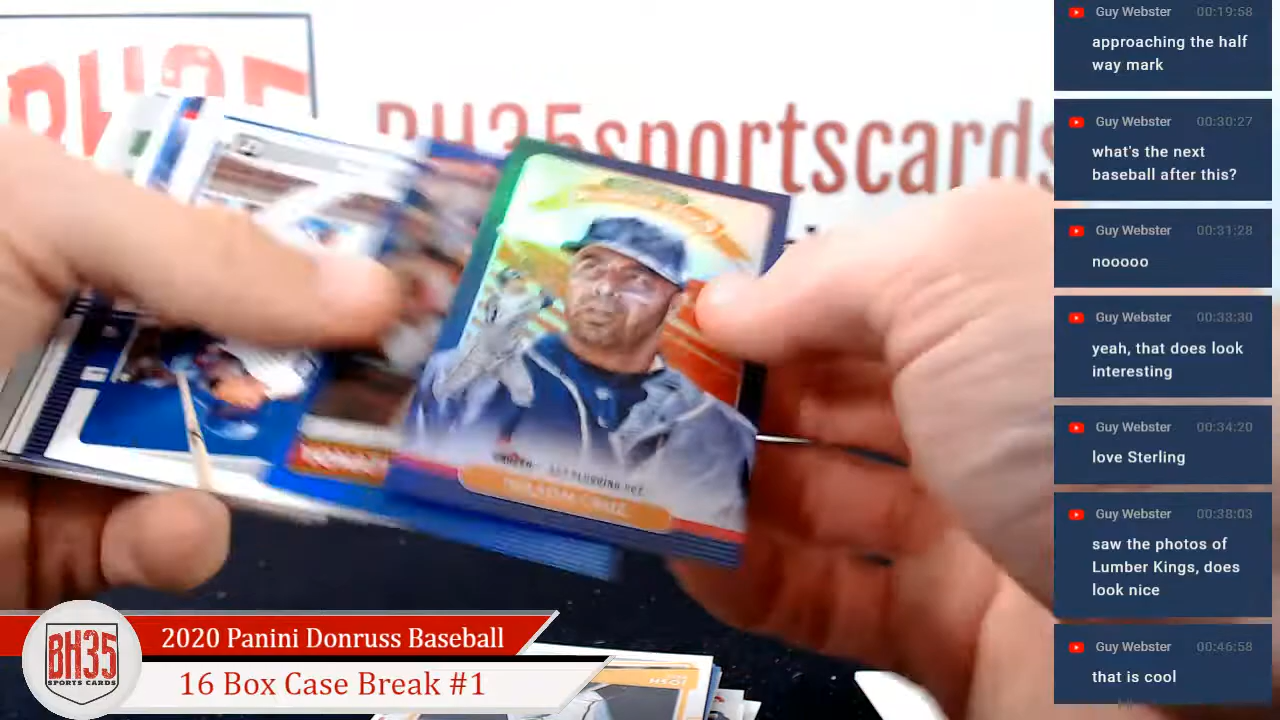 BH35
BH35sportscards
NELSON CRUZ
JOSH
BH35
SPORTS CARDS
2020 Panini Donruss Baseball
16 Box Case Break #1
Guy Webster 00:19:58
approaching the half
way mark
Guy Webster 00:30:27
what's the next
baseball after this?
Guy Webster 00:31:28
nooooo
Guy Webster 00:33:30
yeah, that does look
interesting
Guy Webster 00:34:20
love Sterling
Guy Webster 00:38:03
saw the photos of
Lumber Kings, does
look nice
Guy Webster 00:46:58
that is cool